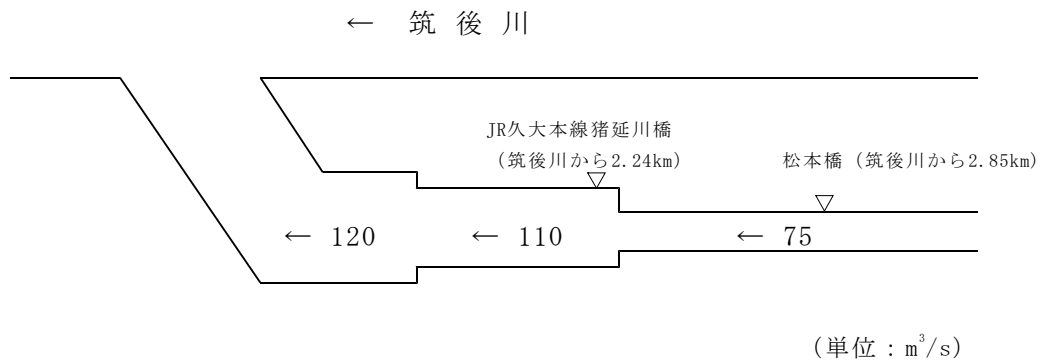 ← 筑後川
JR久大本線猪延川橋
(筑後川から2.24km)
松本橋 (筑後川から2.85km)
← 120
← 110
← 75
(単位：m³/s)